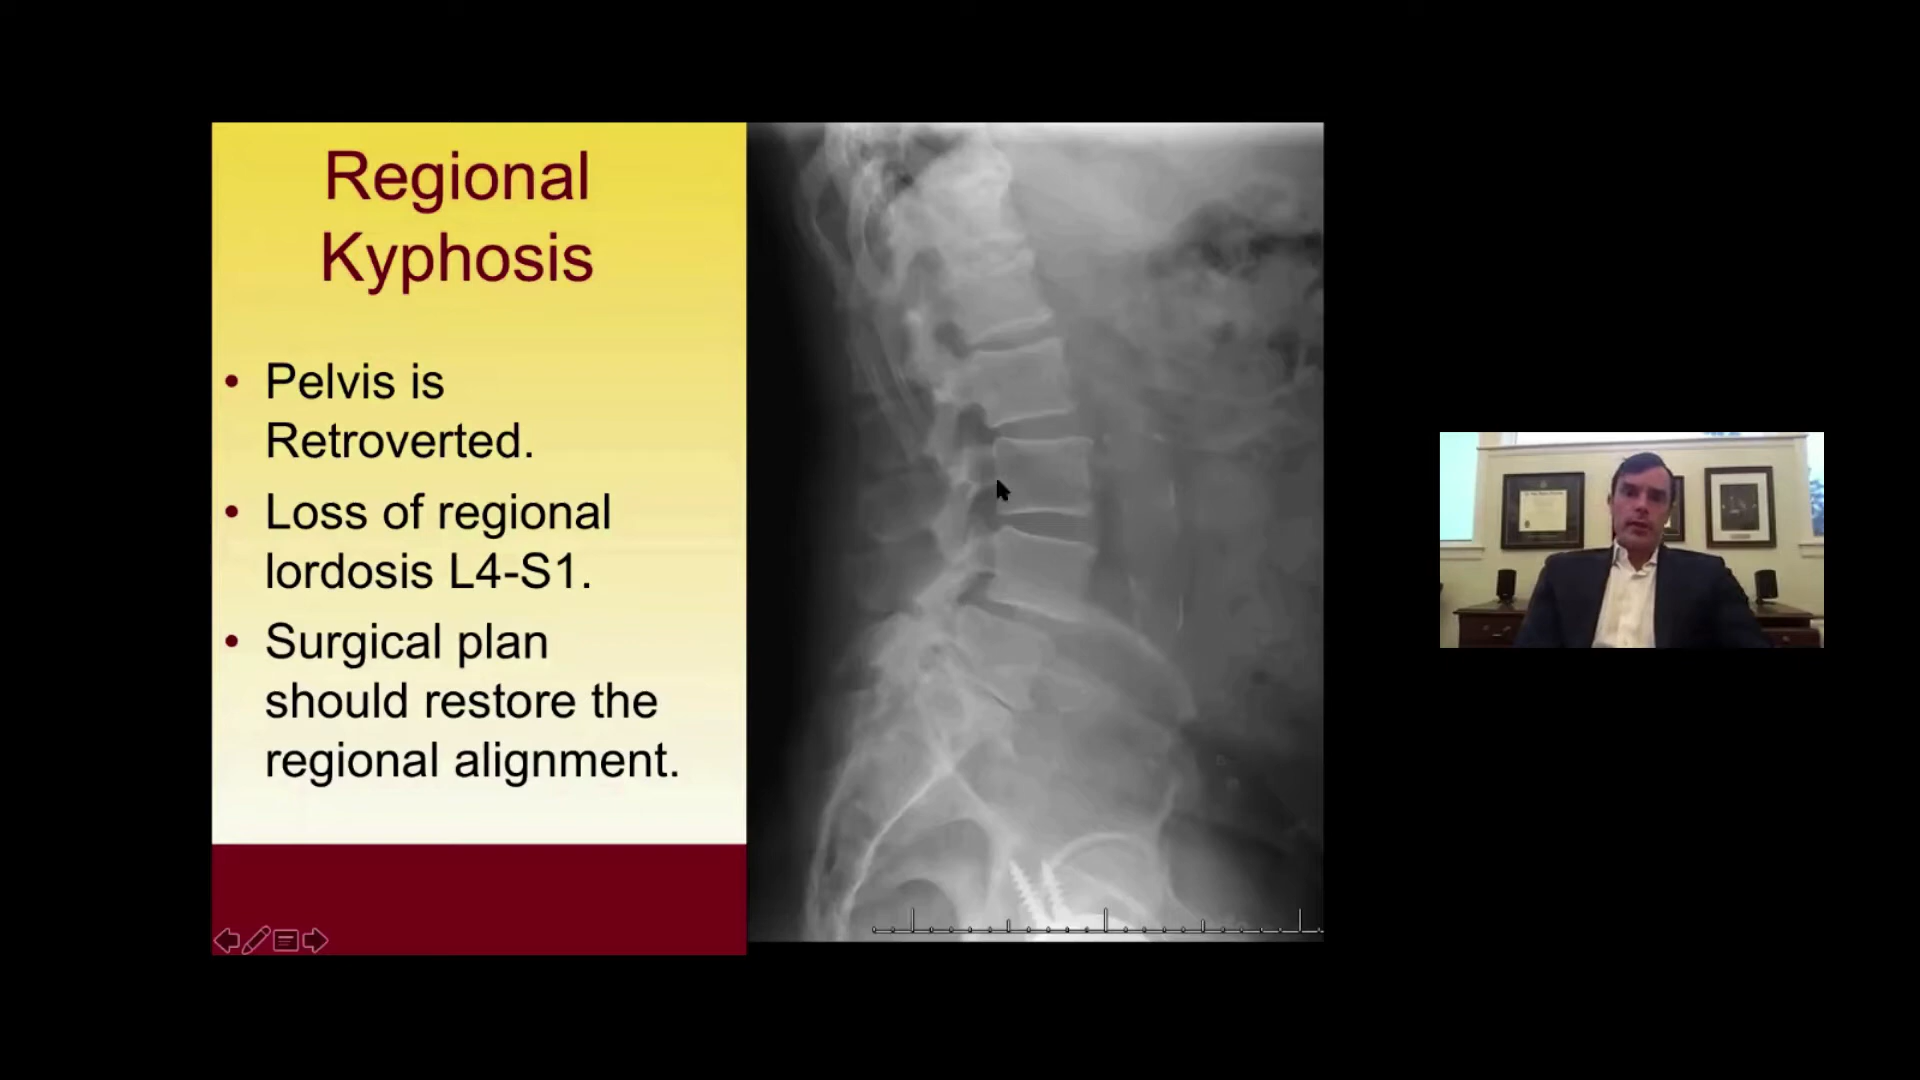 Regional
Kyphosis
• Pelvis is
Retroverted.
• Loss of regional
lordosis L4-S1.
• Surgical plan
should restore the
regional alignment.